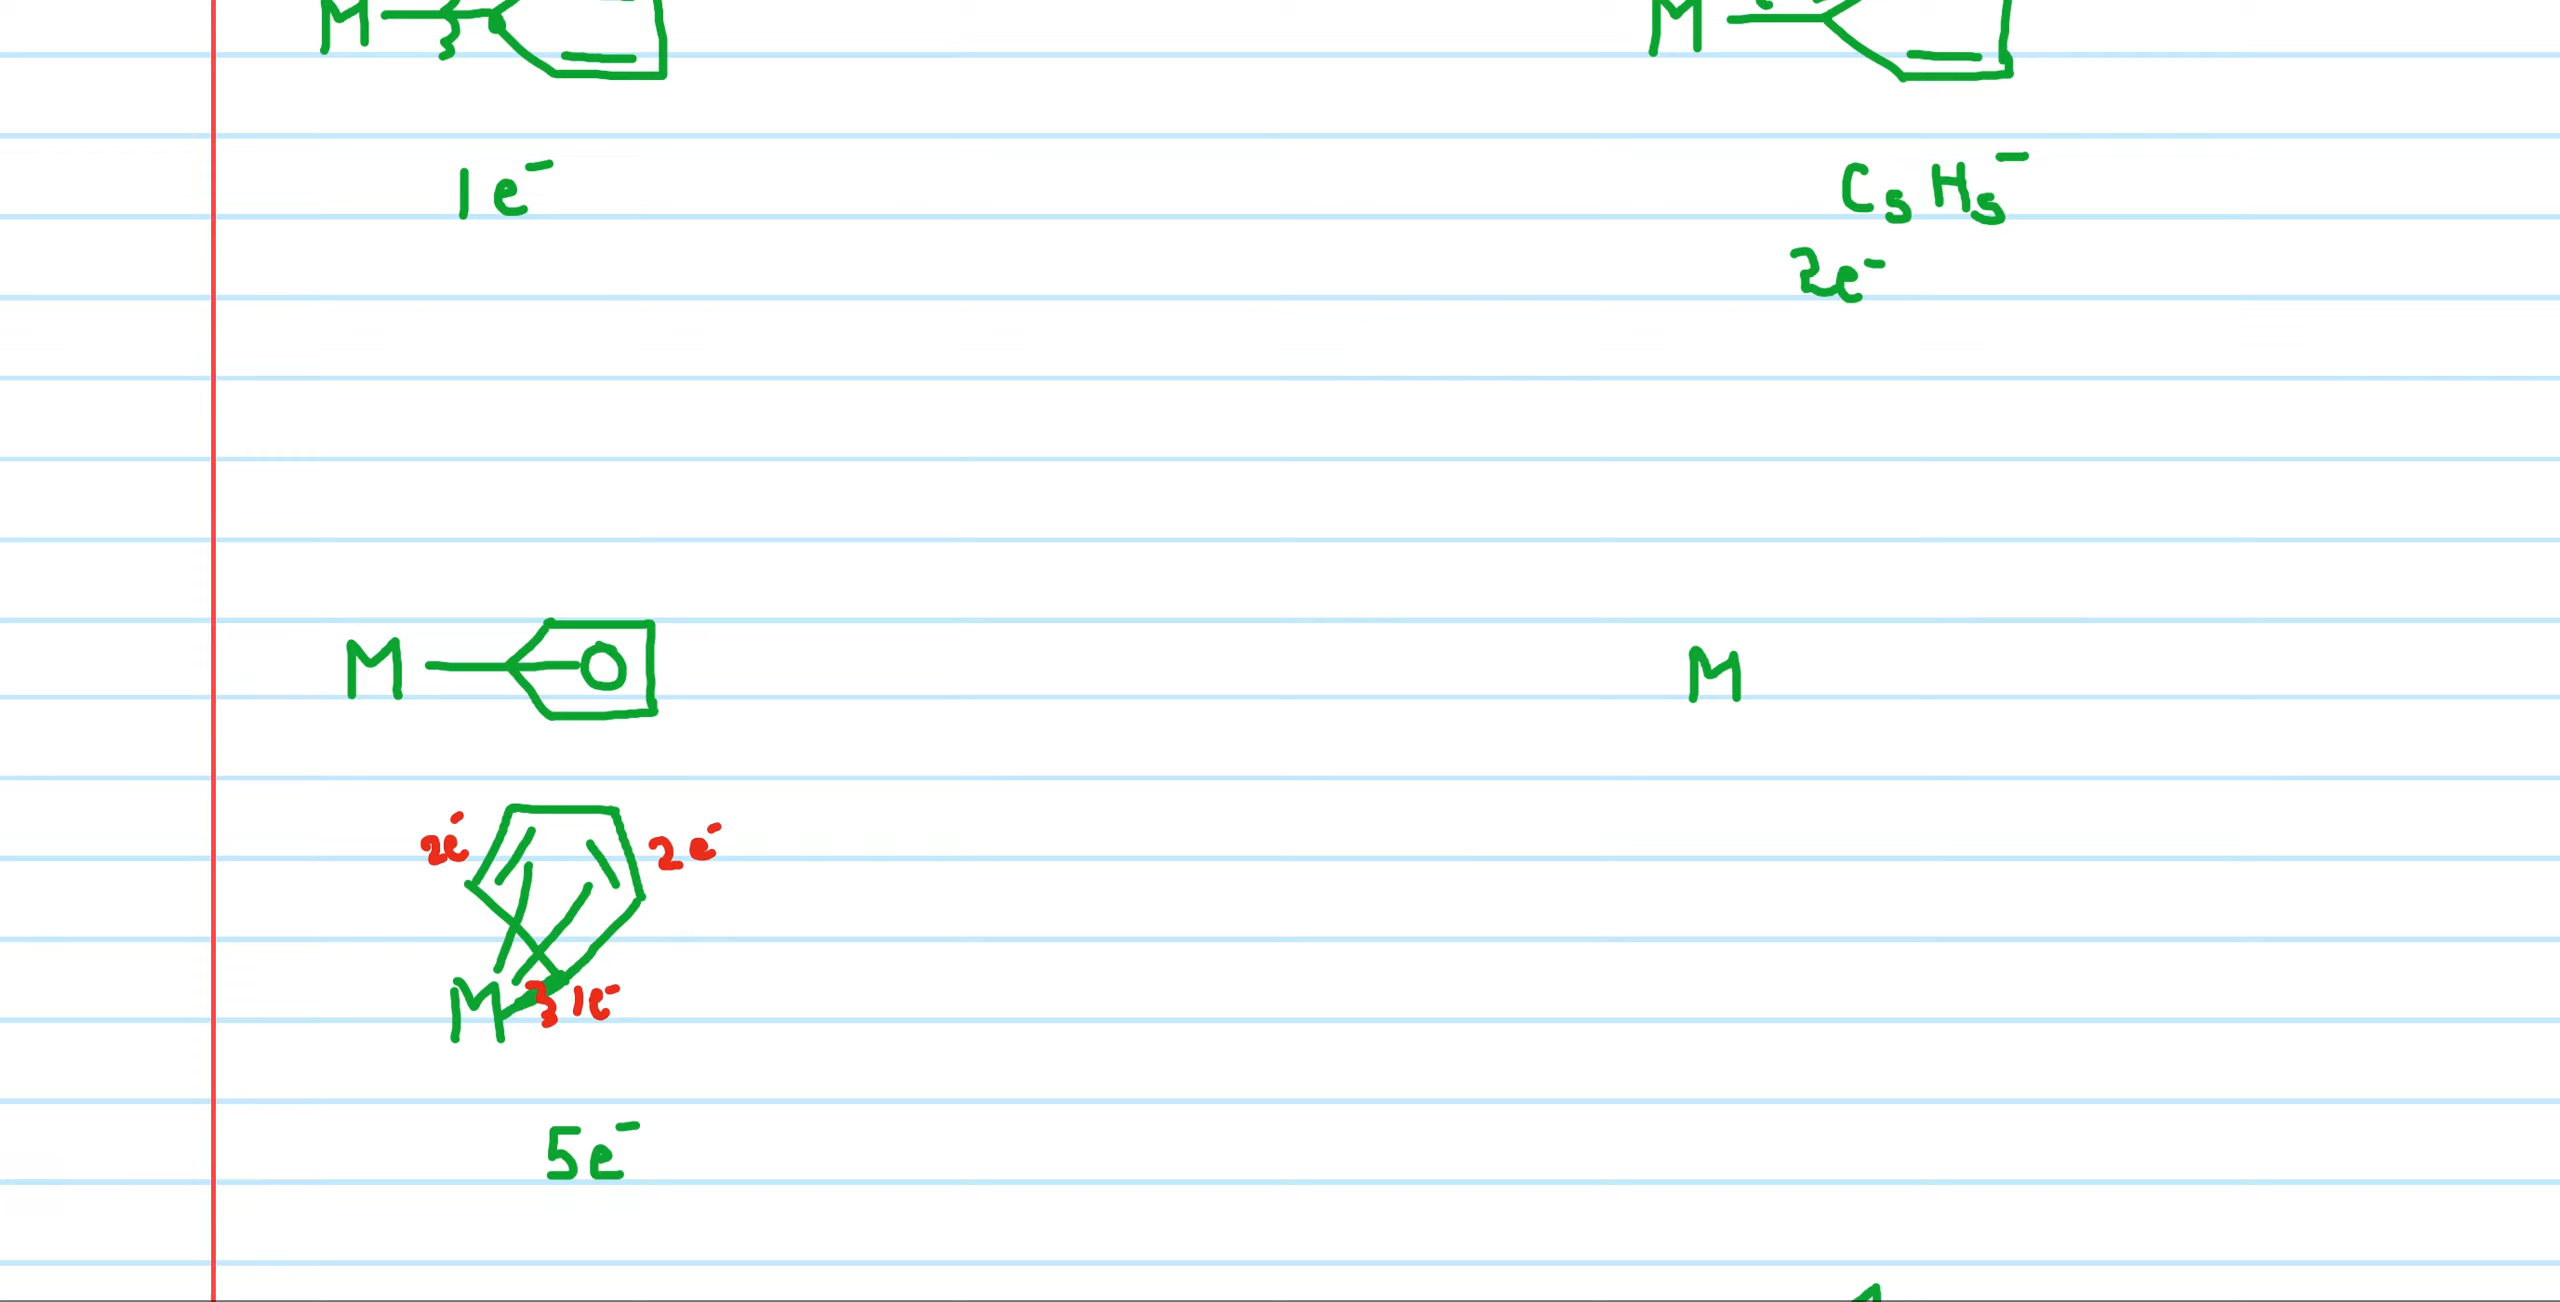 M M
1e⁻ C₅H₅⁻
2e⁻
M M
2e⁻ 2e⁻
M 1e⁻
5e⁻